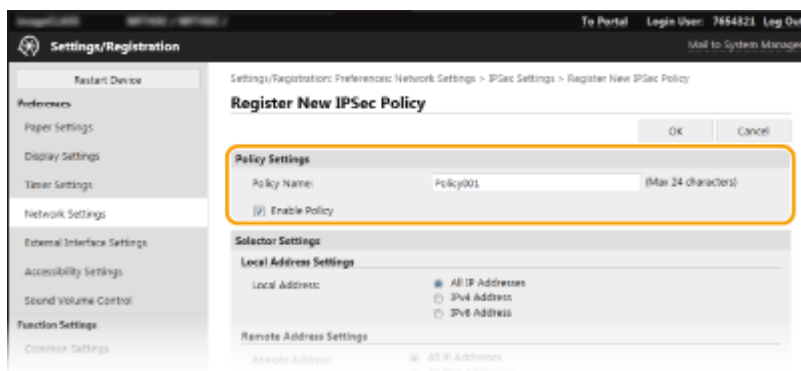 To Portal Login User: 7654321 Log Out
Settings/Registration
Mail to System Manager
Restart Device
Preferences
Paper Settings
Display Settings
Timer Settings
Network Settings
External Interface Settings
Accessibility Settings
Sound Volume Control
Function Settings
Common Settings
Settings/Registration: Preferences: Network Settings > IPSec Settings > Register New IPSec Policy
Register New IPSec Policy
OK Cancel
Policy Settings
Policy Name: Policy001 (Max 24 characters)
Enable Policy
Selector Settings
Local Address Settings
Local Address: All IP Addresses
IPv4 Address
IPv6 Address
Remote Address Settings
Remote Address: All IP Addresses